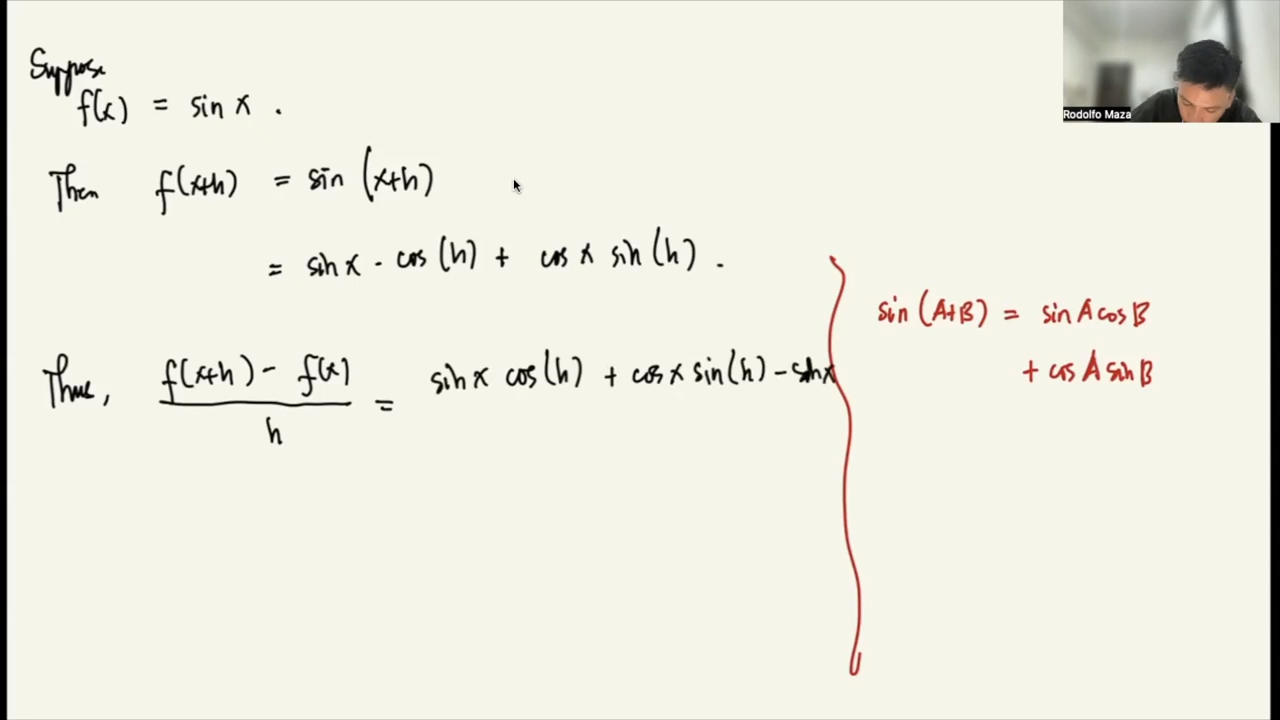 Suppose
f(x) = sin x .
Then f(x+h) = sin (x+h)
= sin x · cos (h) + cos x sin (h) .
Thus, f(x+h) - f(x) / h = sin x cos (h) + cos x sin (h) - sin x
sin (A+B) = sin A cos B
+ cos A sin B
Rodolfo Maza